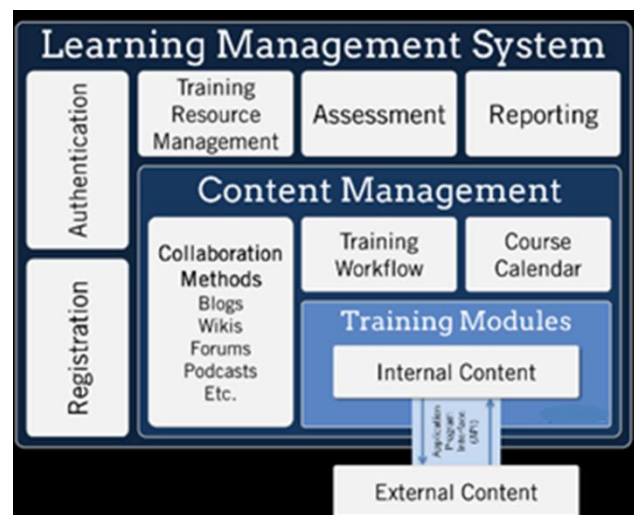 Learning Management System
Authentication
Training
Resource
Management
Assessment
Reporting
Content Management
Registration
Collaboration
Methods
Blogs
Wikis
Forums
Podcasts
Etc.
Training
Workflow
Course
Calendar
Training Modules
Internal Content
Application
Program
Interface
(API)
External Content